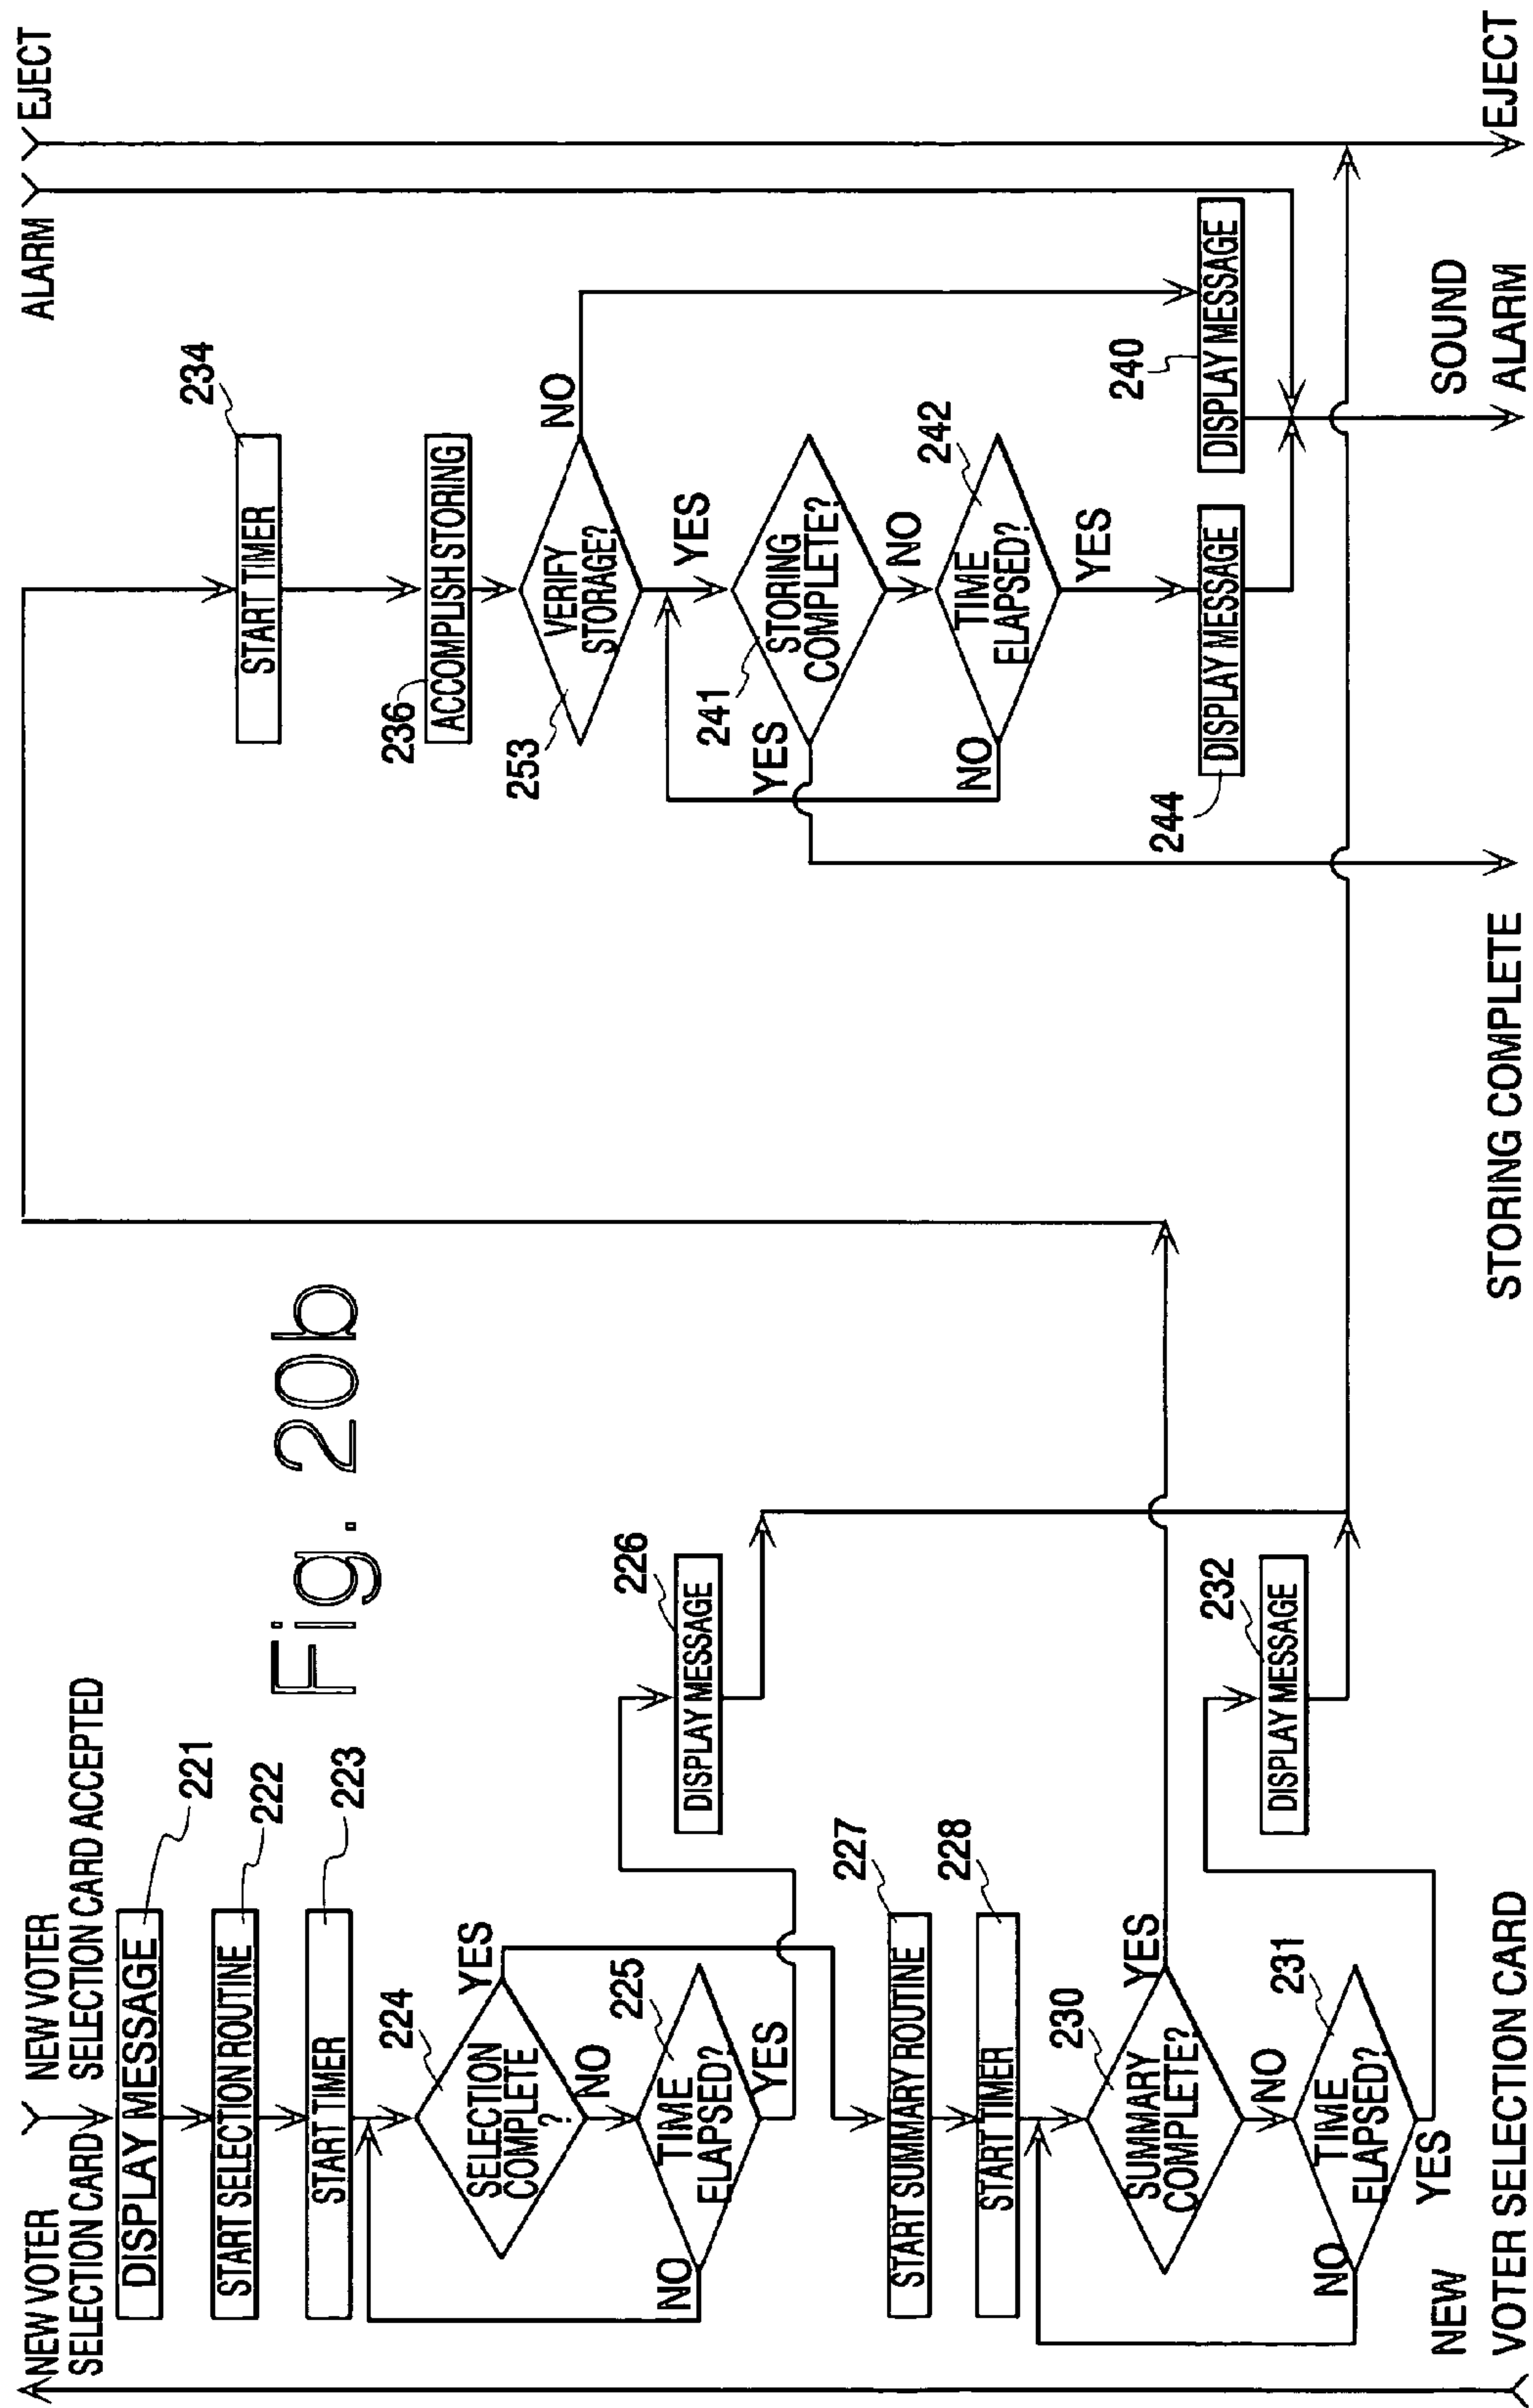 NEW VOTER
SELECTION CARD
NEW VOTER
SELECTION CARD ACCEPTED
DISPLAY MESSAGE
221
START SELECTION ROUTINE
222
START TIMER
223
Fig. 20b
224
SELECTION
COMPLETE
?
YES
NO
225
TIME
ELAPSED?
NO
YES
226
DISPLAY MESSAGE
227
START SUMMARY ROUTINE
228
START TIMER
230
SUMMARY
COMPLETE?
YES
NO
231
TIME
ELAPSED?
NO
YES
232
DISPLAY MESSAGE
NEW
VOTER SELECTION CARD
ALARM
EJECT
234
START TIMER
236
ACCOMPLISH STORING
253
VERIFY
STORAGE?
NO
YES
241
STORING
COMPLETE?
YES
NO
242
TIME
ELAPSED?
NO
YES
244
DISPLAY MESSAGE
240
DISPLAY MESSAGE
STORING COMPLETE
SOUND
ALARM
EJECT